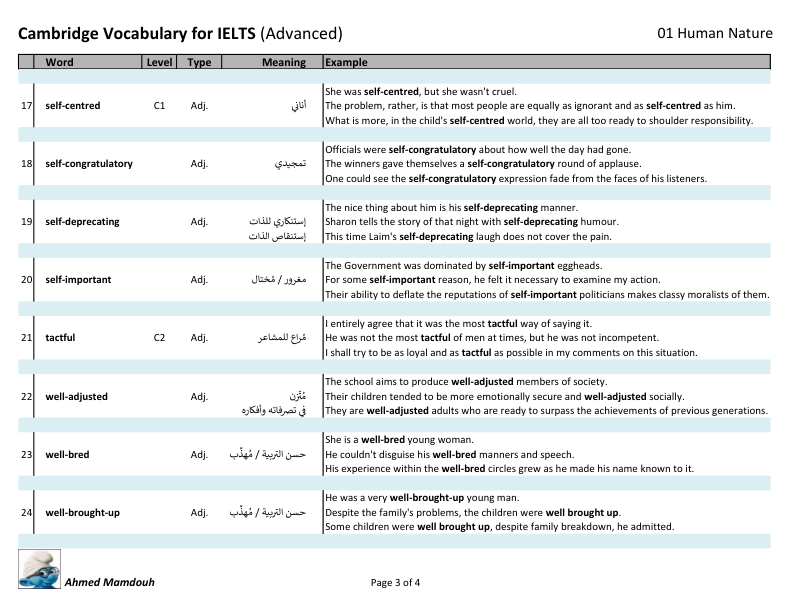 Cambridge Vocabulary for IELTS (Advanced) 01 Human Nature
Word Level Type Meaning Example
She was self-centred, but she wasn't cruel.
17 self-centred C1 Adj. أناني The problem, rather, is that most people are equally as ignorant and as self-centred as him.
What is more, in the child's self-centred world, they are all too ready to shoulder responsibility.
Officials were self-congratulatory about how well the day had gone.
18 self-congratulatory Adj. تمجيدي The winners gave themselves a self-congratulatory round of applause.
One could see the self-congratulatory expression fade from the faces of his listeners.
The nice thing about him is his self-deprecating manner.
19 self-deprecating Adj. إستنكاري للذات Sharon tells the story of that night with self-deprecating humour.
إستنقاص الذات This time Laim's self-deprecating laugh does not cover the pain.
The Government was dominated by self-important eggheads.
20 self-important Adj. مغرور / مُختال For some self-important reason, he felt it necessary to examine my action.
Their ability to deflate the reputations of self-important politicians makes classy moralists of them.
I entirely agree that it was the most tactful way of saying it.
21 tactful C2 Adj. مُراع للمشاعر He was not the most tactful of men at times, but he was not incompetent.
I shall try to be as loyal and as tactful as possible in my comments on this situation.
The school aims to produce well-adjusted members of society.
22 well-adjusted Adj. مُتّزن Their children tended to be more emotionally secure and well-adjusted socially.
في تصرفاته وأفكاره They are well-adjusted adults who are ready to surpass the achievements of previous generations.
She is a well-bred young woman.
23 well-bred Adj. حسن التربية / مُهذّب He couldn't disguise his well-bred manners and speech.
His experience within the well-bred circles grew as he made his name known to it.
He was a very well-brought-up young man.
24 well-brought-up Adj. حسن التربية / مُهذّب Despite the family's problems, the children were well brought up.
Some children were well brought up, despite family breakdown, he admitted.
Ahmed Mamdouh Page 3 of 4